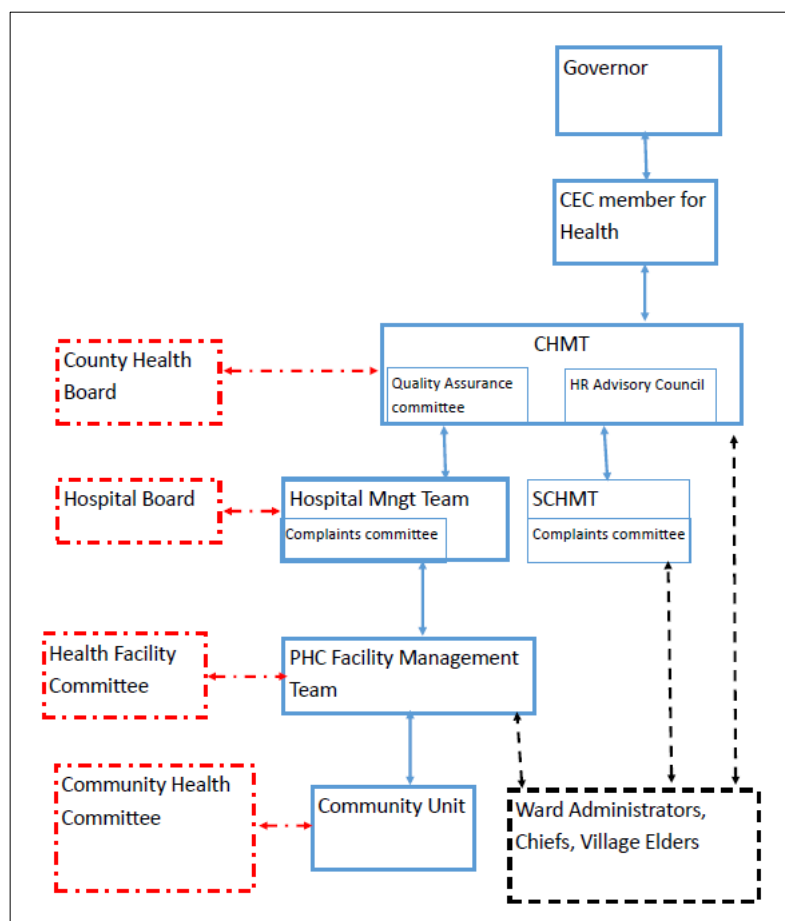 Governor
CEC member for
Health
CHMT
Quality Assurance
committee
HR Advisory Council
County Health
Board
Hospital Board
Hospital Mngt Team
Complaints committee
SCHMT
Complaints committee
Health Facility
Committee
PHC Facility Management
Team
Community Health
Committee
Community Unit
Ward Administrators,
Chiefs, Village Elders